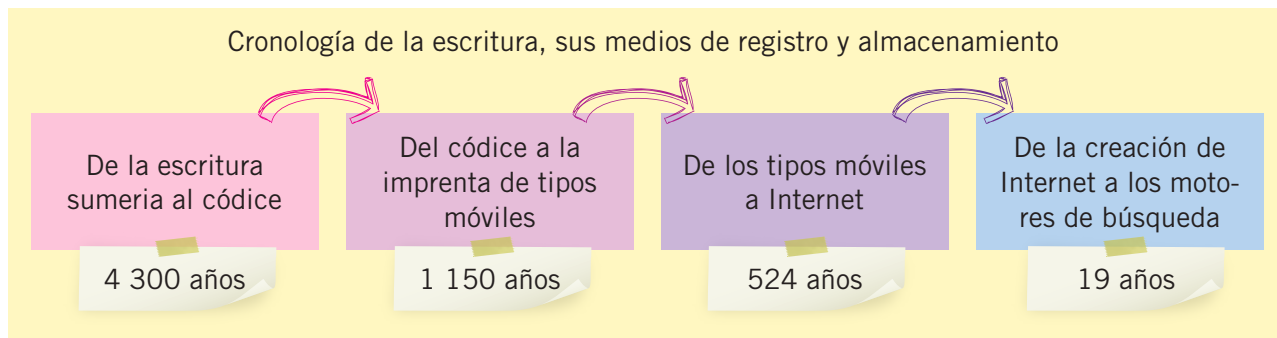 Cronología de la escritura, sus medios de registro y almacenamiento
De la escritura
sumeria al códice
4 300 años
Del códice a la
imprenta de tipos
móviles
1 150 años
De los tipos móviles
a Internet
524 años
De la creación de
Internet a los moto-
res de búsqueda
19 años